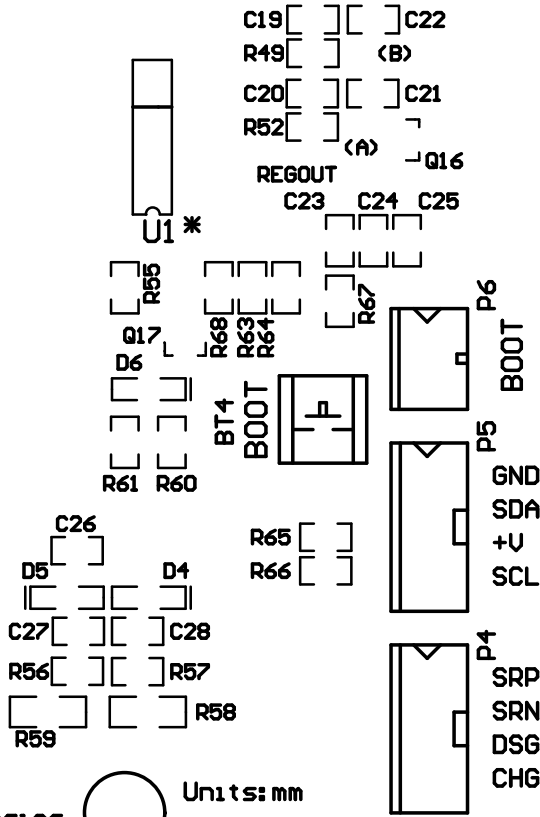 C19 C22
R49 (B)
C20 C21
R52 (A) Q16
REGOUT
C23 C24 C25
U1 *
R55 R68 R63 R64 R67 P6
Q17
D6
BOOT
BT4
BOOT
P5
R61 R60
GND
SDA
+V
SCL
C26 R65
R66
D5 D4
C27 C28
R56 R57
R59 R58
P4
SRP
SRN
DSG
CHG
Units:mm